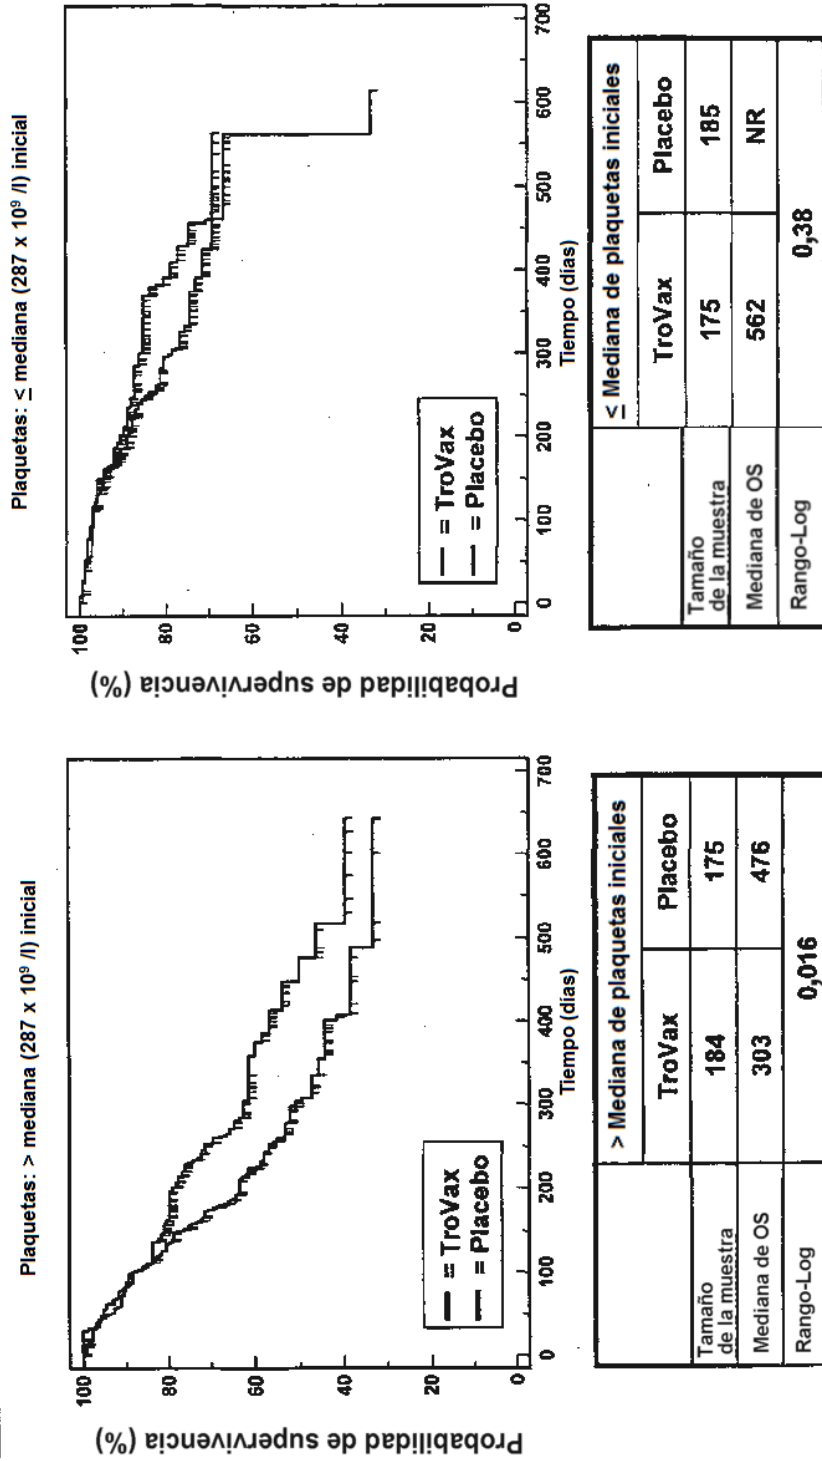 Plaquetas: > mediana (287 x 10⁹ /l) inicial
Probabilidad de supervivencia (%)
100
80
60
40
20
0
= TroVax
= Placebo
0 100 200 300 400 500 600 700
Tiempo (días)
> Mediana de plaquetas iniciales
TroVax Placebo
Tamaño
de la muestra 184 175
Mediana de OS 303 476
Rango-Log 0,016
Plaquetas: ≤ mediana (287 x 10⁹ /l) inicial
Probabilidad de supervivencia (%)
100
80
60
40
20
0
= TroVax
= Placebo
0 100 200 300 400 500 600 700
Tiempo (días)
≤ Mediana de plaquetas iniciales
TroVax Placebo
Tamaño
de la muestra 175 185
Mediana de OS 562 NR
Rango-Log 0,38